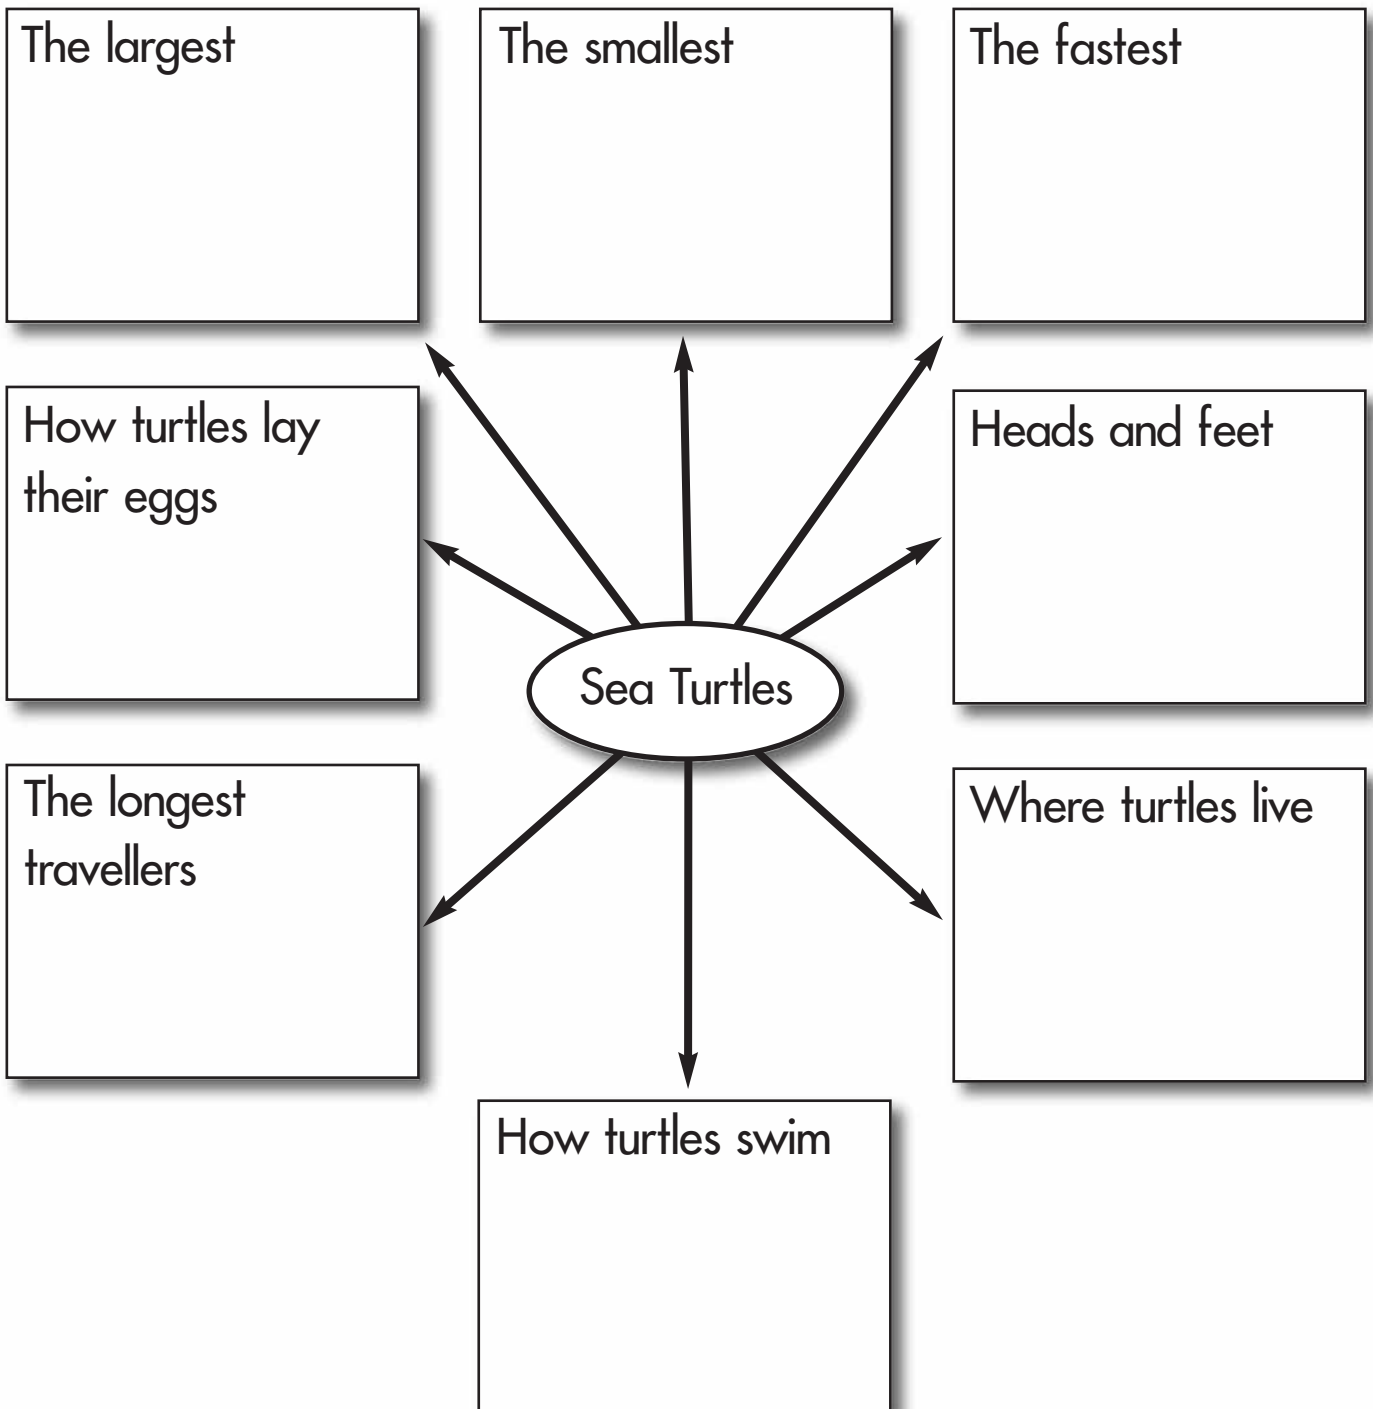 The largest
The smallest
The fastest
How turtles lay
their eggs
Heads and feet
Sea Turtles
The longest
travellers
Where turtles live
How turtles swim